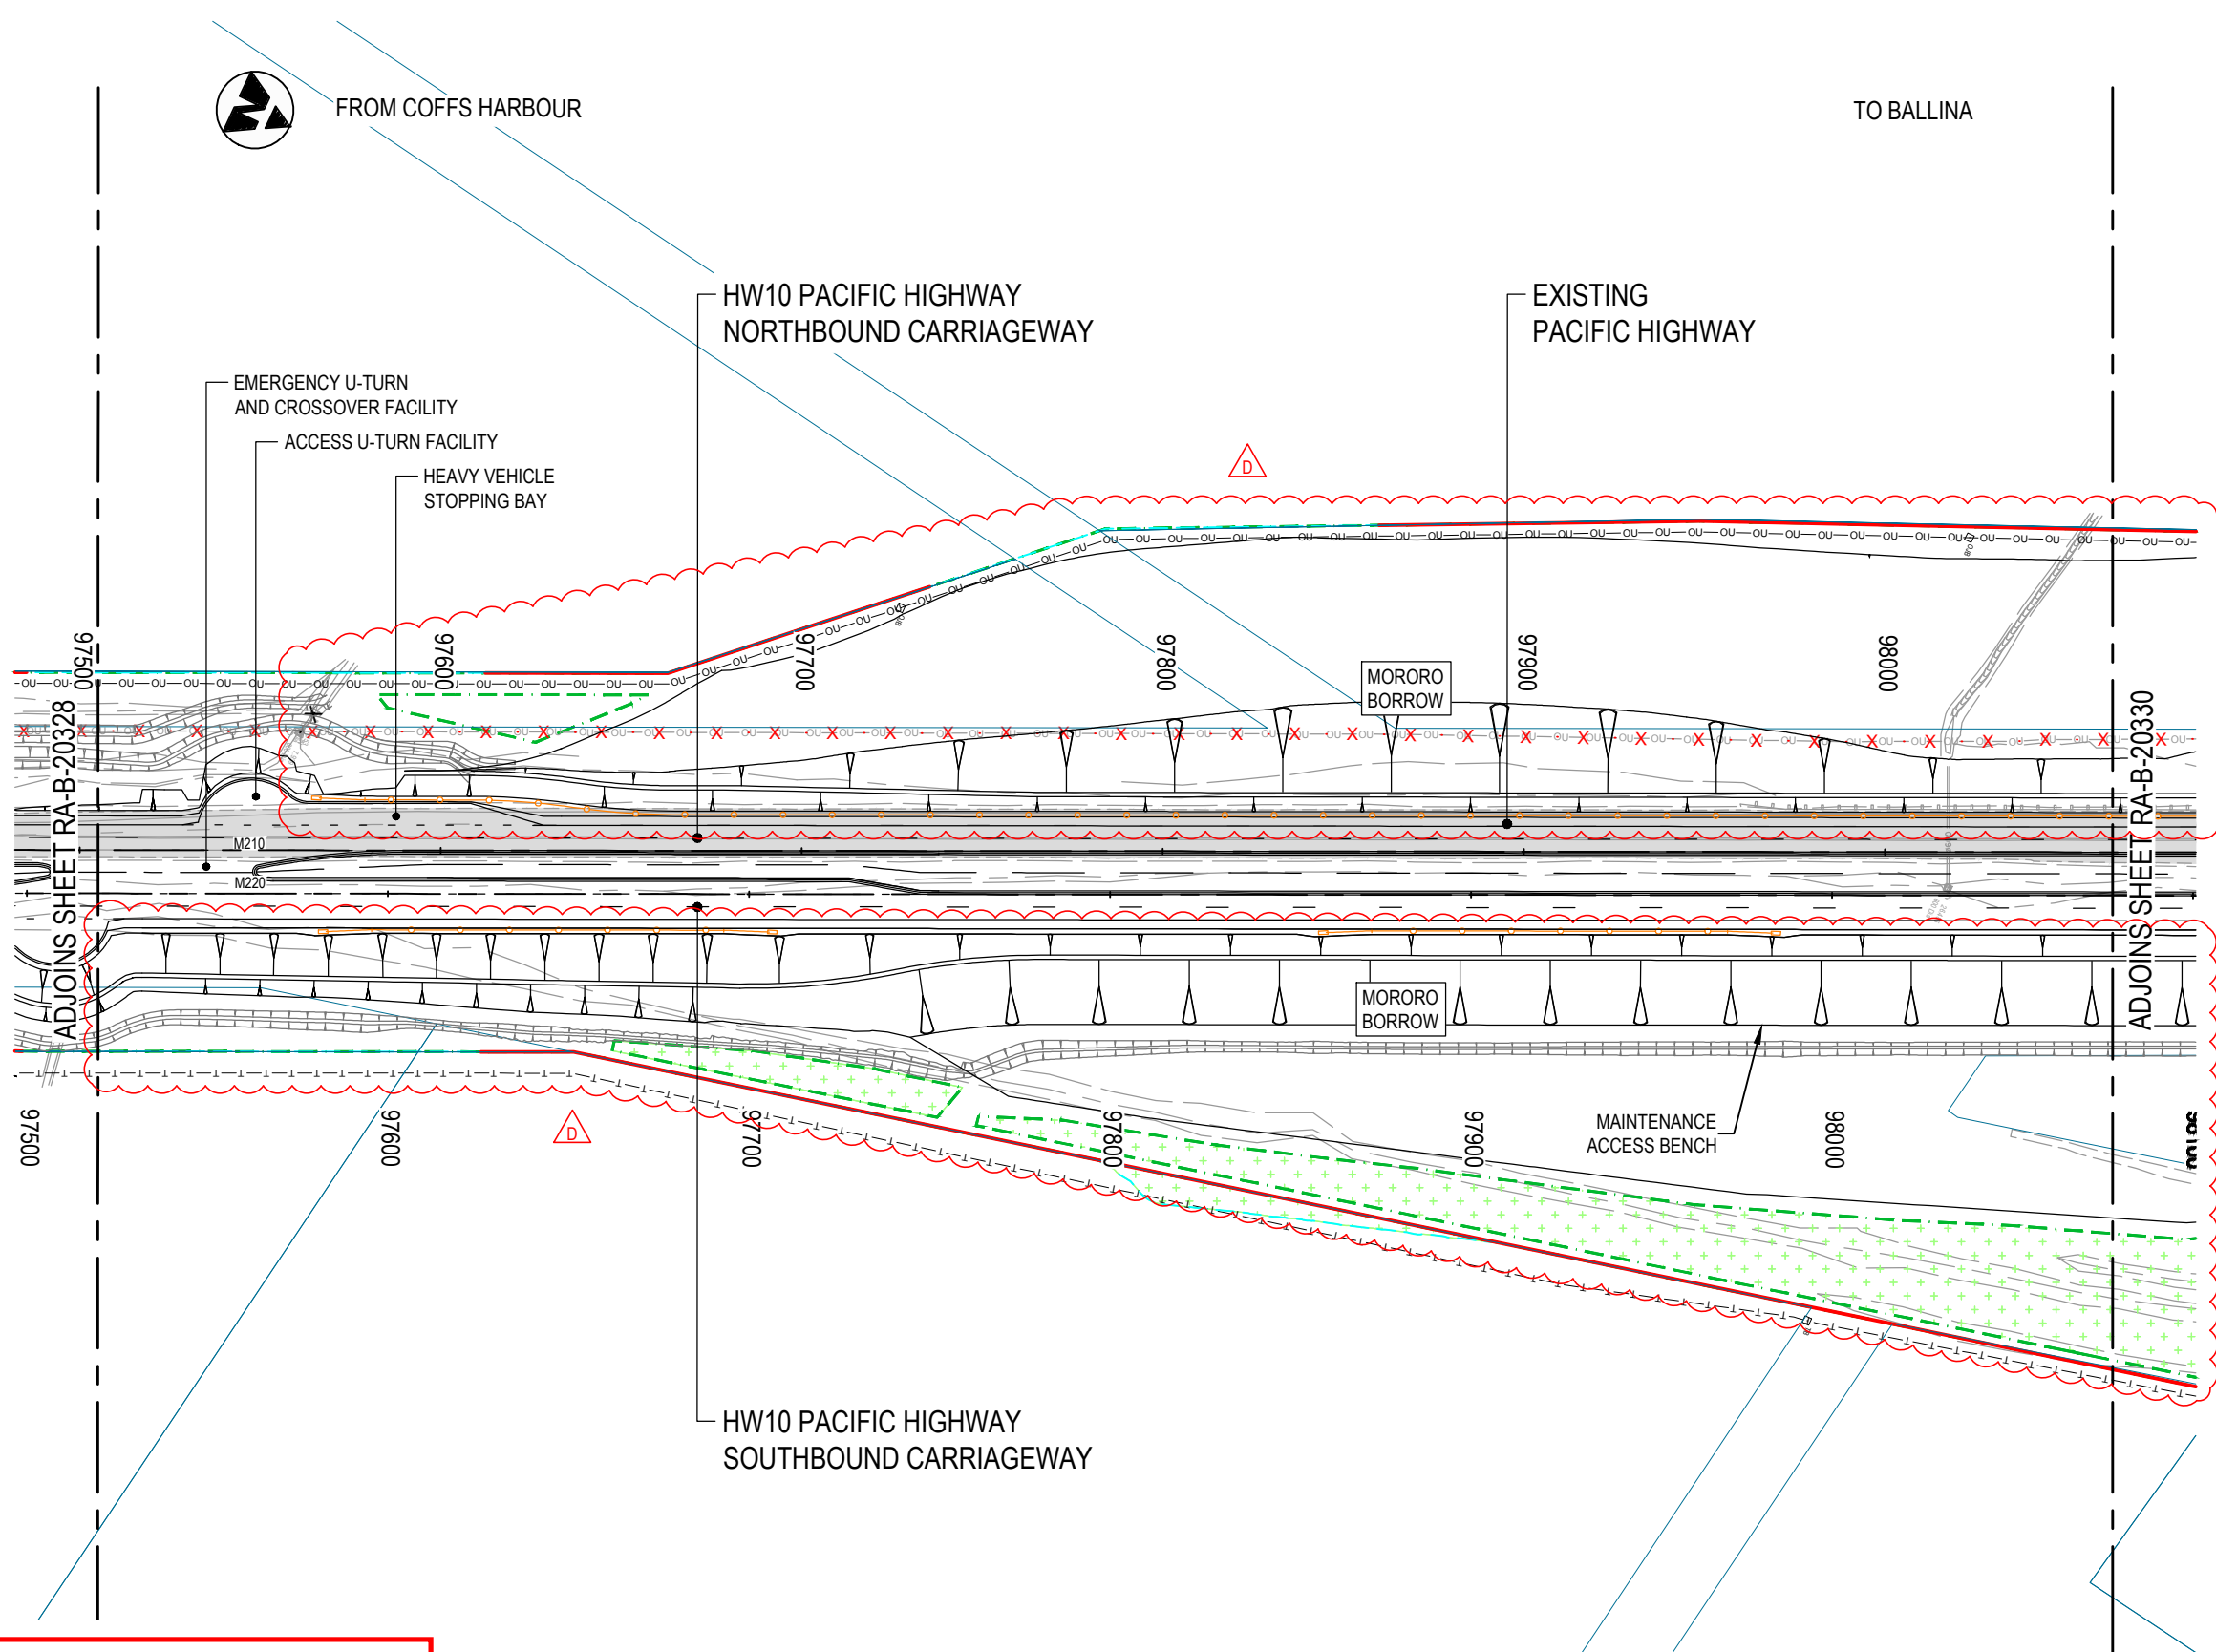 FROM COFFS HARBOUR
TO BALLINA
HW10 PACIFIC HIGHWAY
NORTHBOUND CARRIAGEWAY
EXISTING
PACIFIC HIGHWAY
EMERGENCY U-TURN
AND CROSSOVER FACILITY
ACCESS U-TURN FACILITY
HEAVY VEHICLE
STOPPING BAY
D
97500
97600
97700
97800
97900
98000
MORORO
BORROW
ADJOINS SHEET RA-B-20328
ADJOINS SHEET RA-B-20330
M210
M220
MORORO
BORROW
MAINTENANCE
ACCESS BENCH
D
97500
97600
97700
97800
97900
98000
HW10 PACIFIC HIGHWAY
SOUTHBOUND CARRIAGEWAY